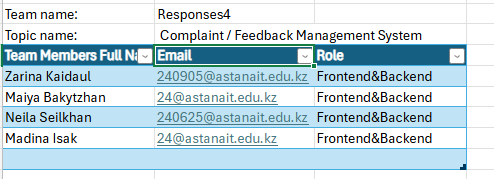 Team name: Responses4
Topic name: Complaint / Feedback Management System
Team Members Full Na Email Role
Zarina Kaidaul 240905@astanait.edu.kz Frontend&Backend
Maiya Bakytzhan 24@astanait.edu.kz Frontend&Backend
Neila Seilkhan 240625@astanait.edu.kz Frontend&Backend
Madina Isak 24@astanait.edu.kz Frontend&Backend